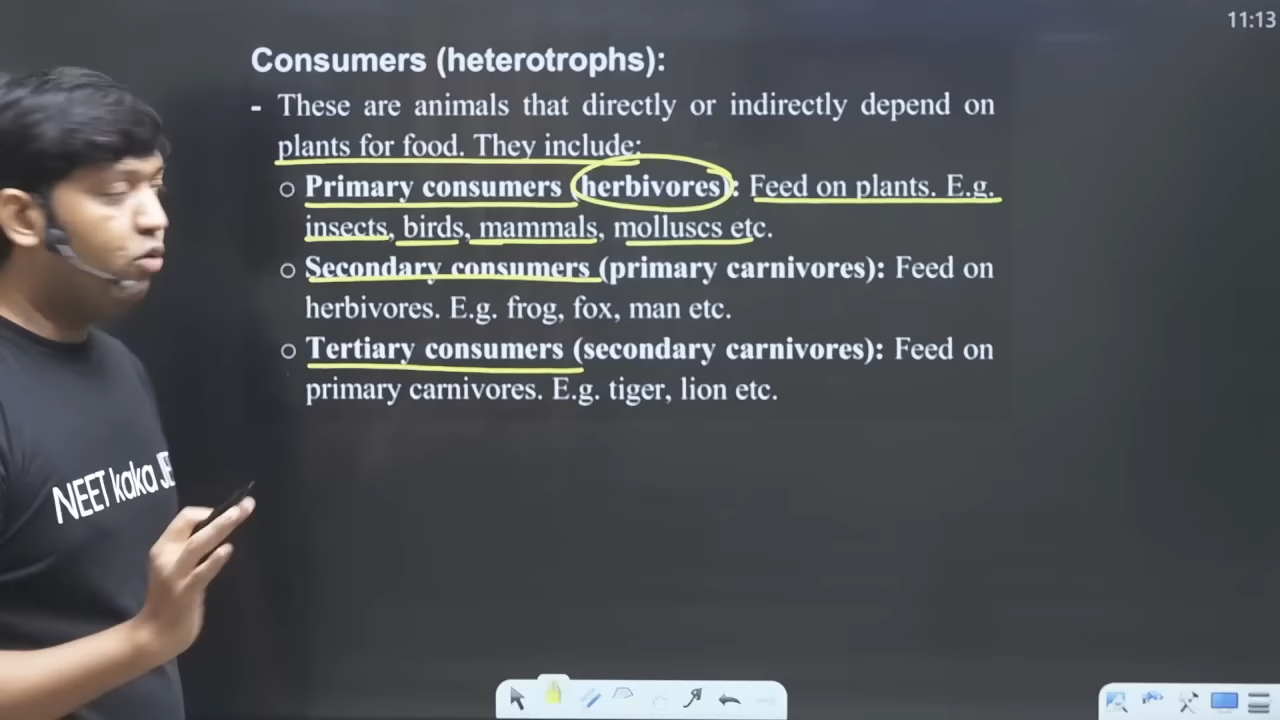 11:13
Consumers (heterotrophs):
- These are animals that directly or indirectly depend on
plants for food. They include:
o Primary consumers (herbivores): Feed on plants. E.g.
insects, birds, mammals, molluscs etc.
o Secondary consumers (primary carnivores): Feed on
herbivores. E.g. frog, fox, man etc.
o Tertiary consumers (secondary carnivores): Feed on
primary carnivores. E.g. tiger, lion etc.
NEET kaka JE